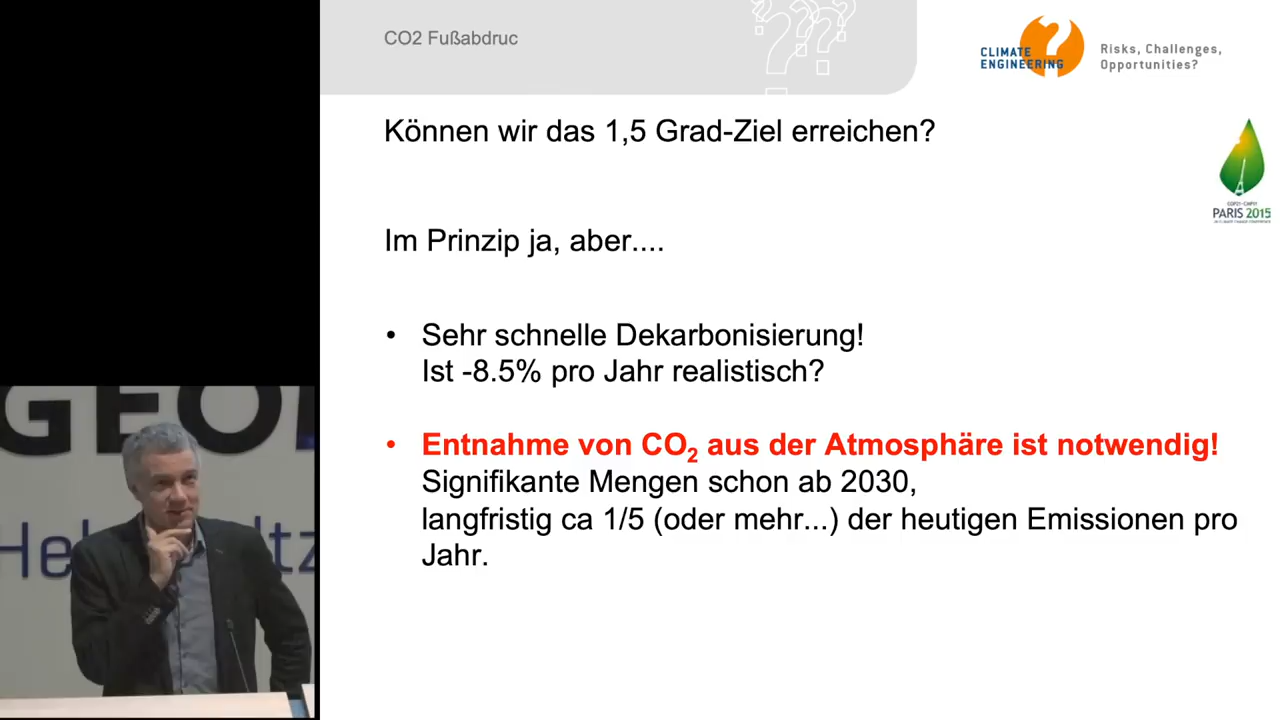 CO2 Fußabdruc
CLIMATE
ENGINEERING
Risks, Challenges,
Opportunities?
Können wir das 1,5 Grad-Ziel erreichen?
PARIS 2015
Im Prinzip ja, aber....
• Sehr schnelle Dekarbonisierung!
Ist -8.5% pro Jahr realistisch?
• Entnahme von CO2 aus der Atmosphäre ist notwendig!
Signifikante Mengen schon ab 2030,
langfristig ca 1/5 (oder mehr...) der heutigen Emissionen pro
Jahr.
GEO